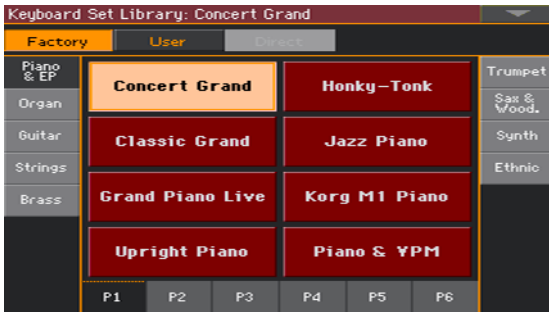 Keyboard Set Library: Concert Grand
Factory
User
Direct
Piano
& EP
Organ
Guitar
Strings
Brass
Concert Grand
Honky-Tonk
Classic Grand
Jazz Piano
Grand Piano Live
Korg M1 Piano
Upright Piano
Piano & VPM
Trumpet
Sax &
Wood.
Synth
Ethnic
P1
P2
P3
P4
P5
P6